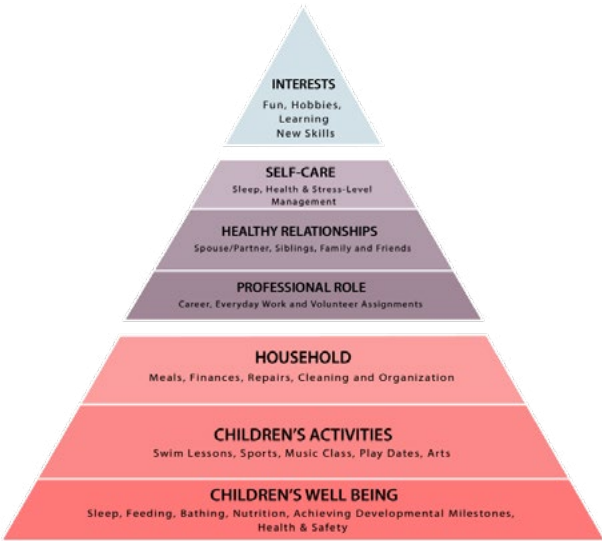 INTERESTS
Fun, Hobbies,
Learning
New Skills
SELF-CARE
Sleep, Health & Stress-Level
Management
HEALTHY RELATIONSHIPS
Spouse/Partner, Siblings, Family and Friends
PROFESSIONAL ROLE
Career, Everyday Work and Volunteer Assignments
HOUSEHOLD
Meals, Finances, Repairs, Cleaning and Organization
CHILDREN'S ACTIVITIES
Swim Lessons, Sports, Music Class, Play Dates, Arts
CHILDREN'S WELL BEING
Sleep, Feeding, Bathing, Nutrition, Achieving Developmental Milestones,
Health & Safety